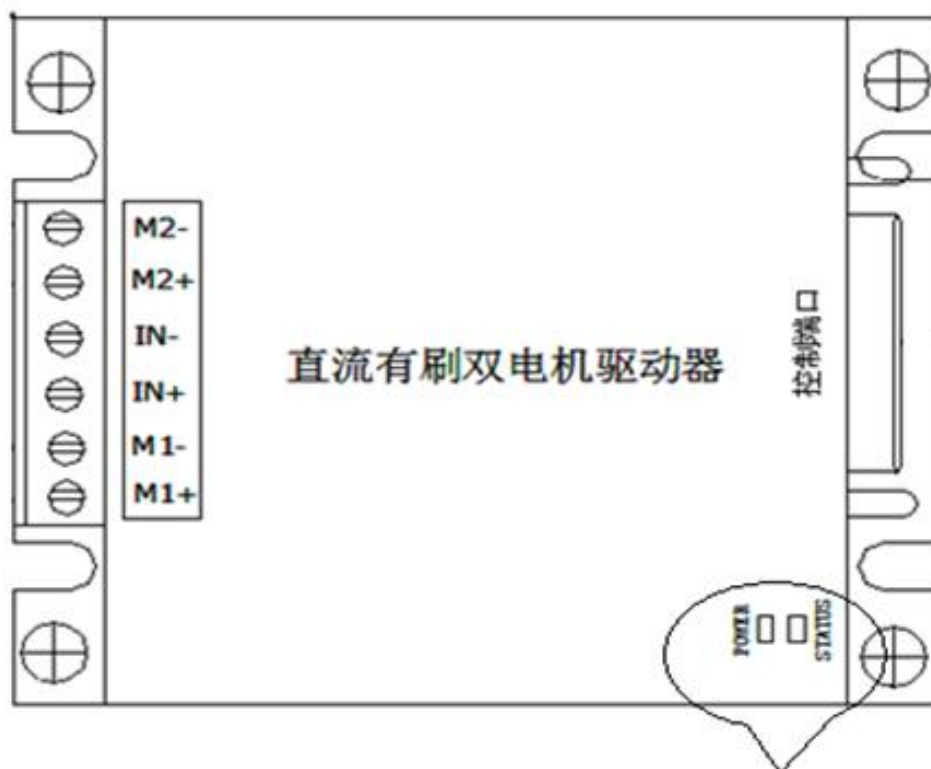 M2-
M2+
IN-
IN+
M1-
M1+
直流有刷双电机驱动器
控制端口
POWER
STATUS